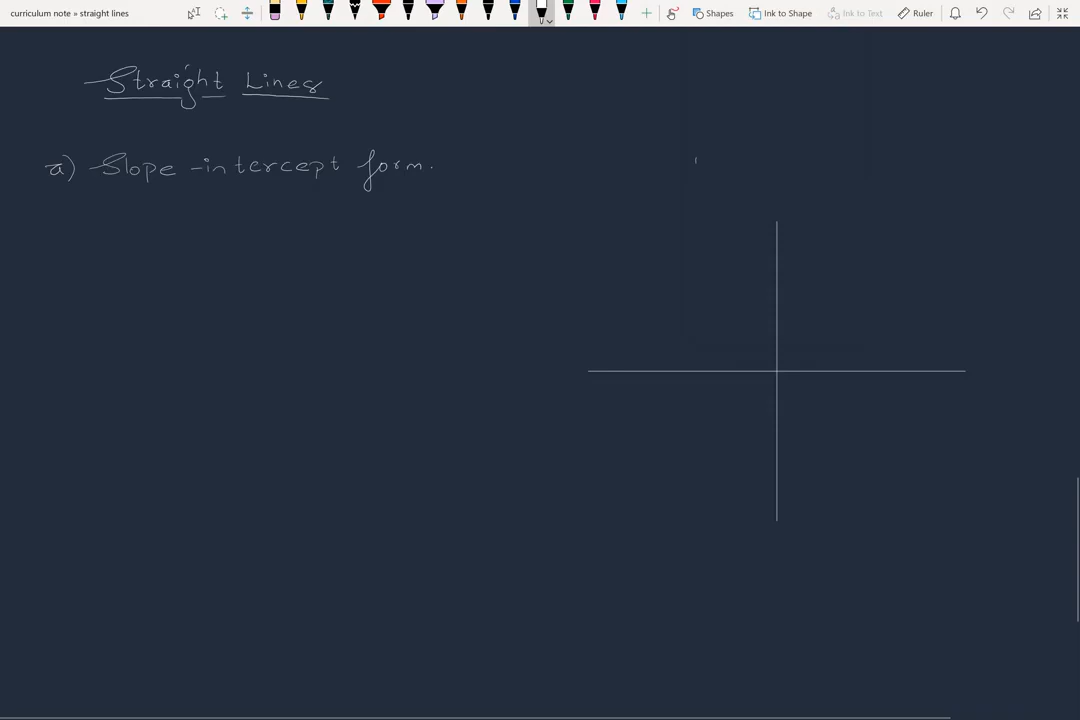 curriculum note » straight lines
Shapes Ink to Shape Ink to Text Ruler
Straight Lines
a) Slope-intercept form.